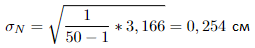 σ_N = √(1/(50 − 1) * 3,166) = 0,254 см